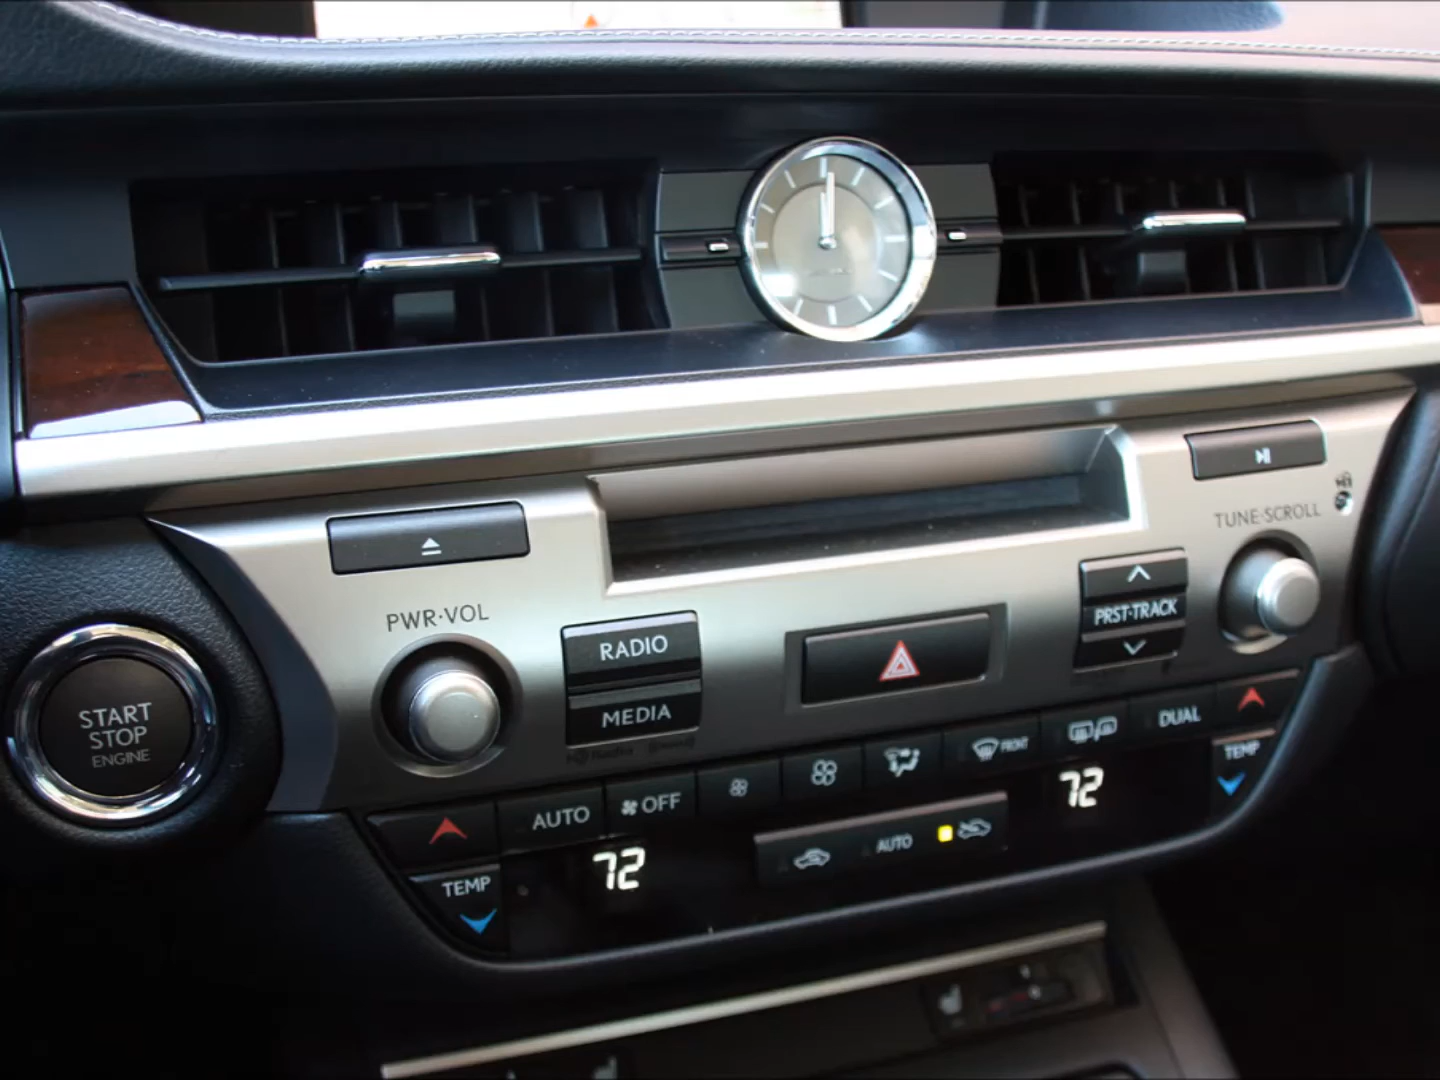 TUNE·SCROLL
PWR·VOL
PRST·TRACK
RADIO
MEDIA
START
STOP
ENGINE
DUAL
FRONT
TEMP
AUTO
OFF
72
AUTO
72
TEMP